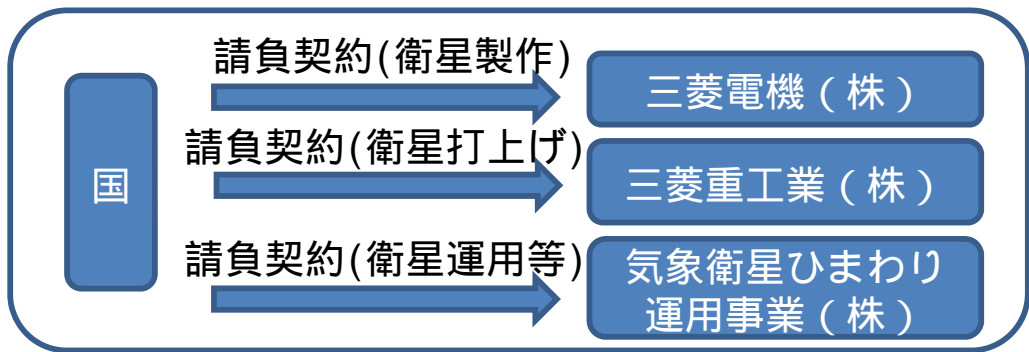 請負契約(衛星製作)
三菱電機(株)
国
請負契約(衛星打上げ)
三菱重工業(株)
請負契約(衛星運用等)
気象衛星ひまわり
運用事業(株)